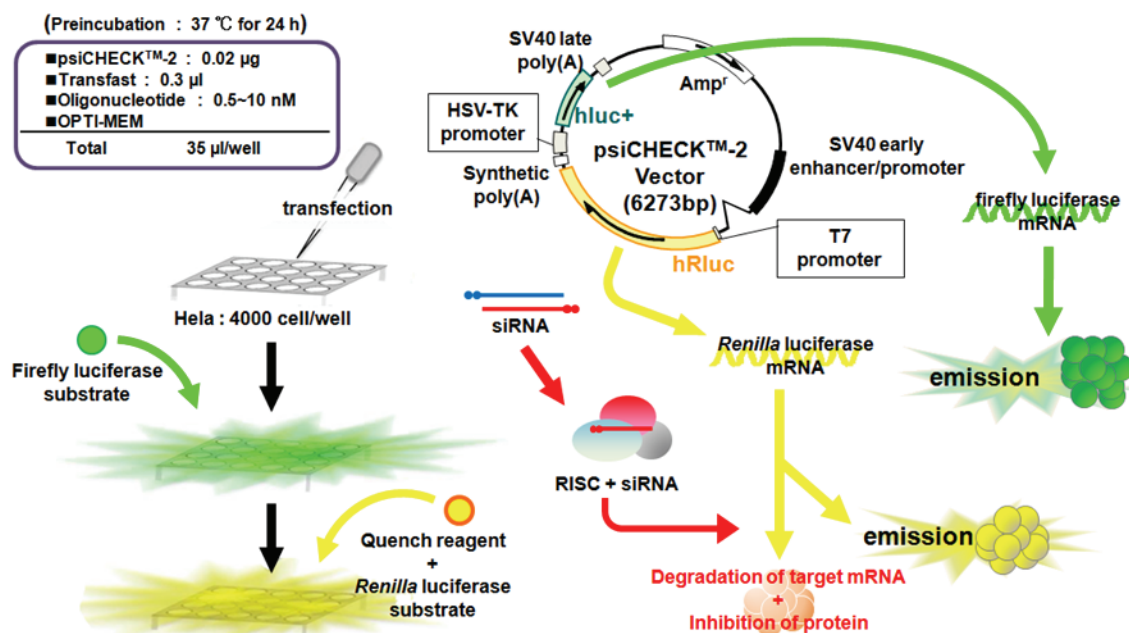 (Preincubation : 37 ℃ for 24 h)
■psiCHECK™-2 : 0.02 µg
■Transfast : 0.3 µl
■Oligonucleotide : 0.5~10 nM
■OPTI-MEM
Total 35 µl/well
transfection
Hela : 4000 cell/well
Firefly luciferase
substrate
Quench reagent
+
Renilla luciferase
substrate
SV40 late
poly(A)
Ampʳ
hluc+
HSV-TK
promoter
psiCHECK™-2
Vector
(6273bp)
SV40 early
enhancer/promoter
Synthetic
poly(A)
hRluc
T7
promoter
firefly luciferase
mRNA
siRNA
Renilla luciferase
mRNA
emission
RISC + siRNA
emission
Degradation of target mRNA
+
Inhibition of protein